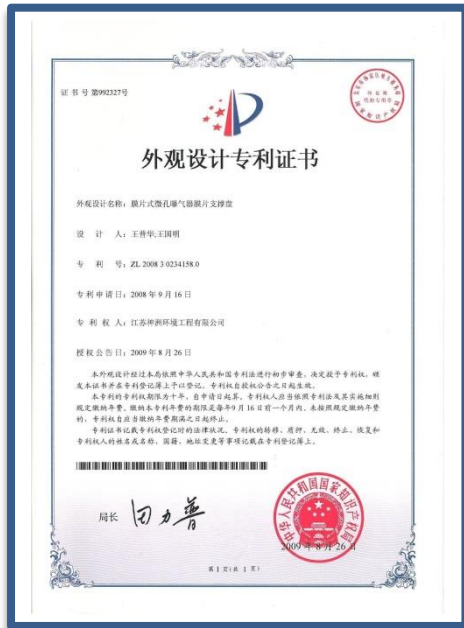 证书号 第992327号
外观设计专利证书
外观设计名称：膜片式微孔曝气器膜片支撑盘
设 计 人：王曾华;王国明
专 利 号：ZL 2008 3 0234158.0
专利申请日：2008年9月16日
专 利 权 人：江苏神洲环境工程有限公司
授权公告日：2009年8月26日
本外观设计经过本局依照中华人民共和国专利法进行初步审查，决定授予专利权，颁
发本证书并在专利登记簿上予以登记。专利权自授权公告之日起生效。
本专利的专利权期限为十年，自申请日起算。专利权人应当依照专利法及其实施细则
规定缴纳年费。缴纳本专利年费的期限是每年9月16日前一个月内。未按照规定缴纳年费
的，专利权自应当缴纳年费期满之日起终止。
专利证书记载专利权登记时的法律状况。专利权的转移、质押、无效、终止、恢复和
专利权人的姓名或名称、国籍、地址变更等事项记载在专利登记簿上。
局长 田力普
中华人民共和国国家知识产权局
2009年8月26日
第 1 页(共 1 页)